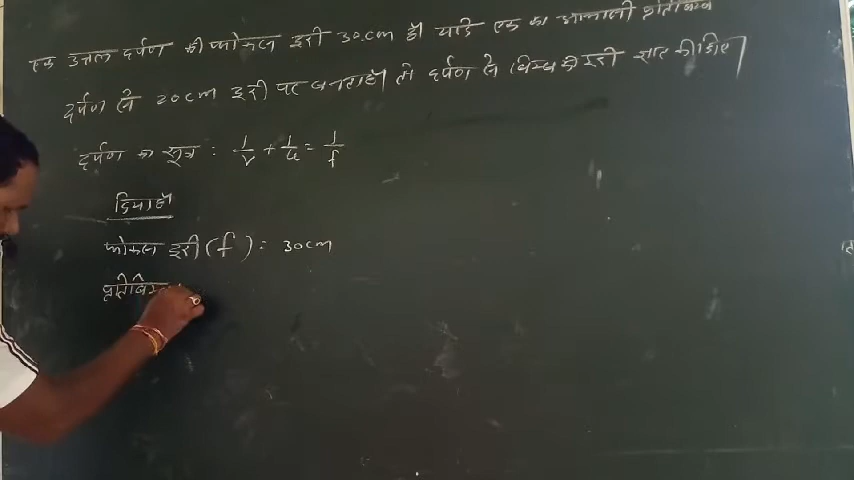 एक उत्तल दर्पण की फोकस दूरी 30cm है। यदि एक का आभासी प्रतिबिम्ब
दर्पण से 20cm दूरी पर बनता है। तो दर्पण से बिम्ब की दूरी ज्ञात कीजिए।
दर्पण का सूत्र : 1/v + 1/u = 1/f
दिया है
फोकस दूरी (f) = 30cm
प्रतिबिम्ब